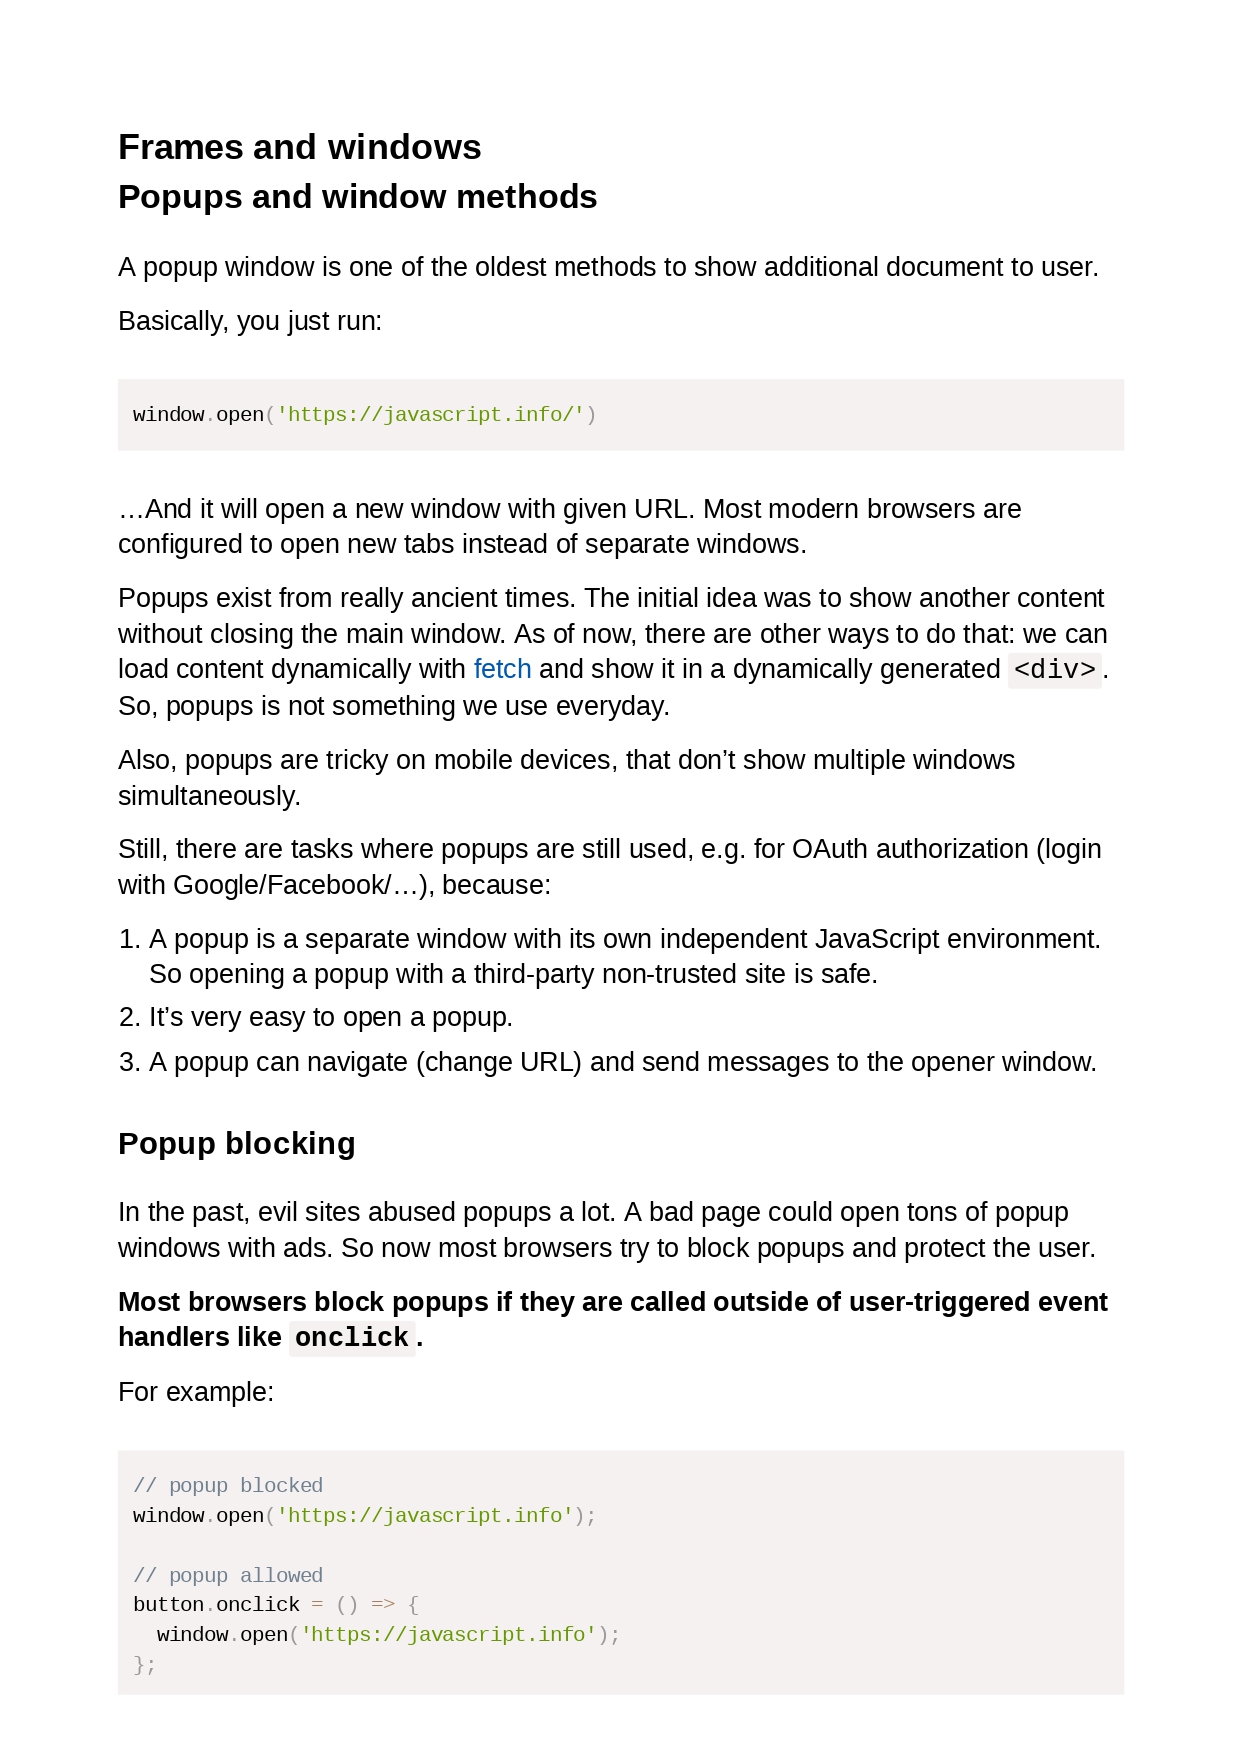 Frames and windows
Popups and window methods
A popup window is one of the oldest methods to show additional document to user.
Basically, you just run:
window.open('https://javascript.info/')
…And it will open a new window with given URL. Most modern browsers are
configured to open new tabs instead of separate windows.
Popups exist from really ancient times. The initial idea was to show another content
without closing the main window. As of now, there are other ways to do that: we can
load content dynamically with fetch and show it in a dynamically generated <div>.
So, popups is not something we use everyday.
Also, popups are tricky on mobile devices, that don’t show multiple windows
simultaneously.
Still, there are tasks where popups are still used, e.g. for OAuth authorization (login
with Google/Facebook/…), because:
1. A popup is a separate window with its own independent JavaScript environment.
So opening a popup with a third-party non-trusted site is safe.
2. It’s very easy to open a popup.
3. A popup can navigate (change URL) and send messages to the opener window.
Popup blocking
In the past, evil sites abused popups a lot. A bad page could open tons of popup
windows with ads. So now most browsers try to block popups and protect the user.
Most browsers block popups if they are called outside of user-triggered event
handlers like onclick.
For example:
// popup blocked
window.open('https://javascript.info');
// popup allowed
button.onclick = () => {
  window.open('https://javascript.info');
};